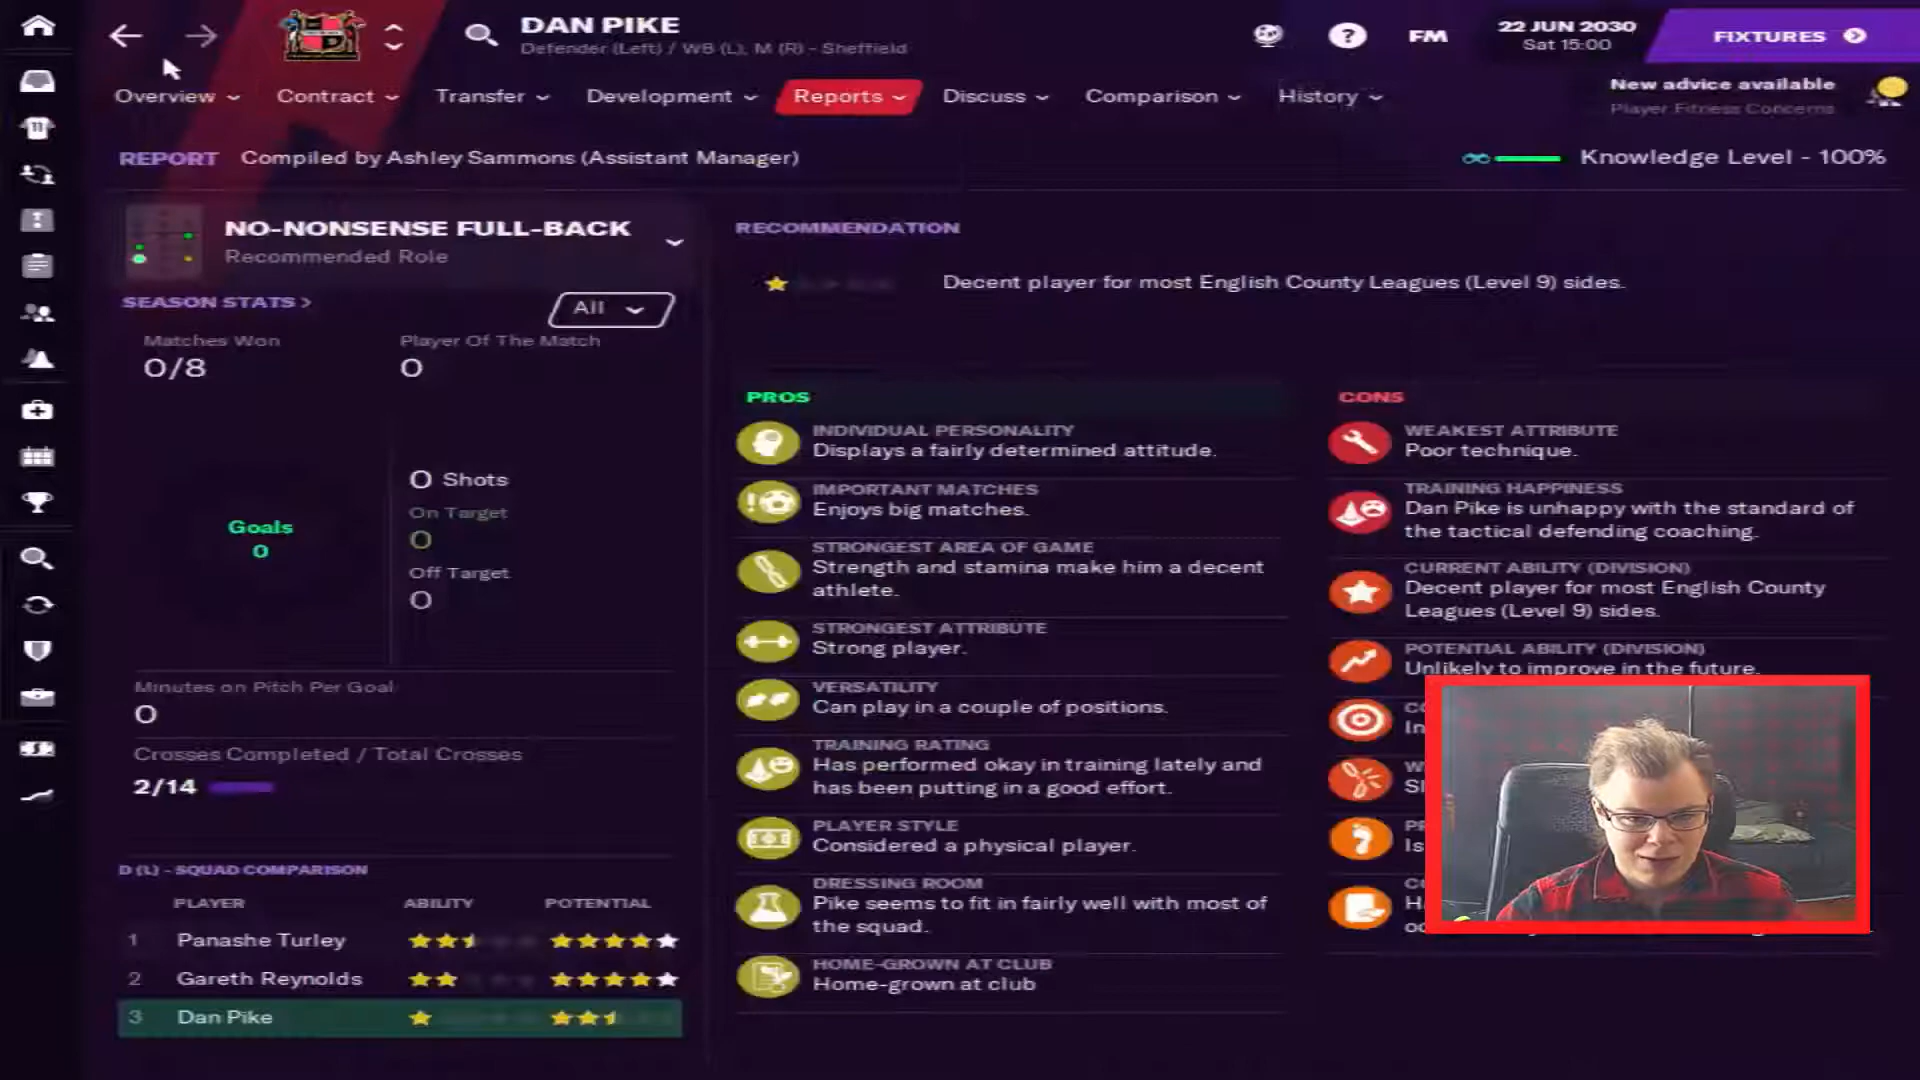 DAN PIKE
Defender (Left) / WB (L), M (R) - Sheffield
FM
22 JUN 2030
Sat 15:00
FIXTURES
Overview
Contract
Transfer
Development
Reports
Discuss
Comparison
History
New advice available
Player Fitness Concerns
REPORT
Compiled by Ashley Sammons (Assistant Manager)
Knowledge Level - 100%
NO-NONSENSE FULL-BACK
Recommended Role
SEASON STATS >
All
Matches Won
0/8
Player Of The Match
0
Goals
0
0 Shots
On Target
0
Off Target
0
Minutes on Pitch Per Goal
0
Crosses Completed / Total Crosses
2/14
D (L) - SQUAD COMPARISON
PLAYER ABILITY POTENTIAL
1 Panashe Turley
2 Gareth Reynolds
3 Dan Pike
RECOMMENDATION
Decent player for most English County Leagues (Level 9) sides.
PROS
INDIVIDUAL PERSONALITY
Displays a fairly determined attitude.
IMPORTANT MATCHES
Enjoys big matches.
STRONGEST AREA OF GAME
Strength and stamina make him a decent
athlete.
STRONGEST ATTRIBUTE
Strong player.
VERSATILITY
Can play in a couple of positions.
TRAINING RATING
Has performed okay in training lately and
has been putting in a good effort.
PLAYER STYLE
Considered a physical player.
DRESSING ROOM
Pike seems to fit in fairly well with most of
the squad.
HOME-GROWN AT CLUB
Home-grown at club
CONS
WEAKEST ATTRIBUTE
Poor technique.
TRAINING HAPPINESS
Dan Pike is unhappy with the standard of
the tactical defending coaching.
CURRENT ABILITY (DIVISION)
Decent player for most English County
Leagues (Level 9) sides.
POTENTIAL ABILITY (DIVISION)
Unlikely to improve in the future.